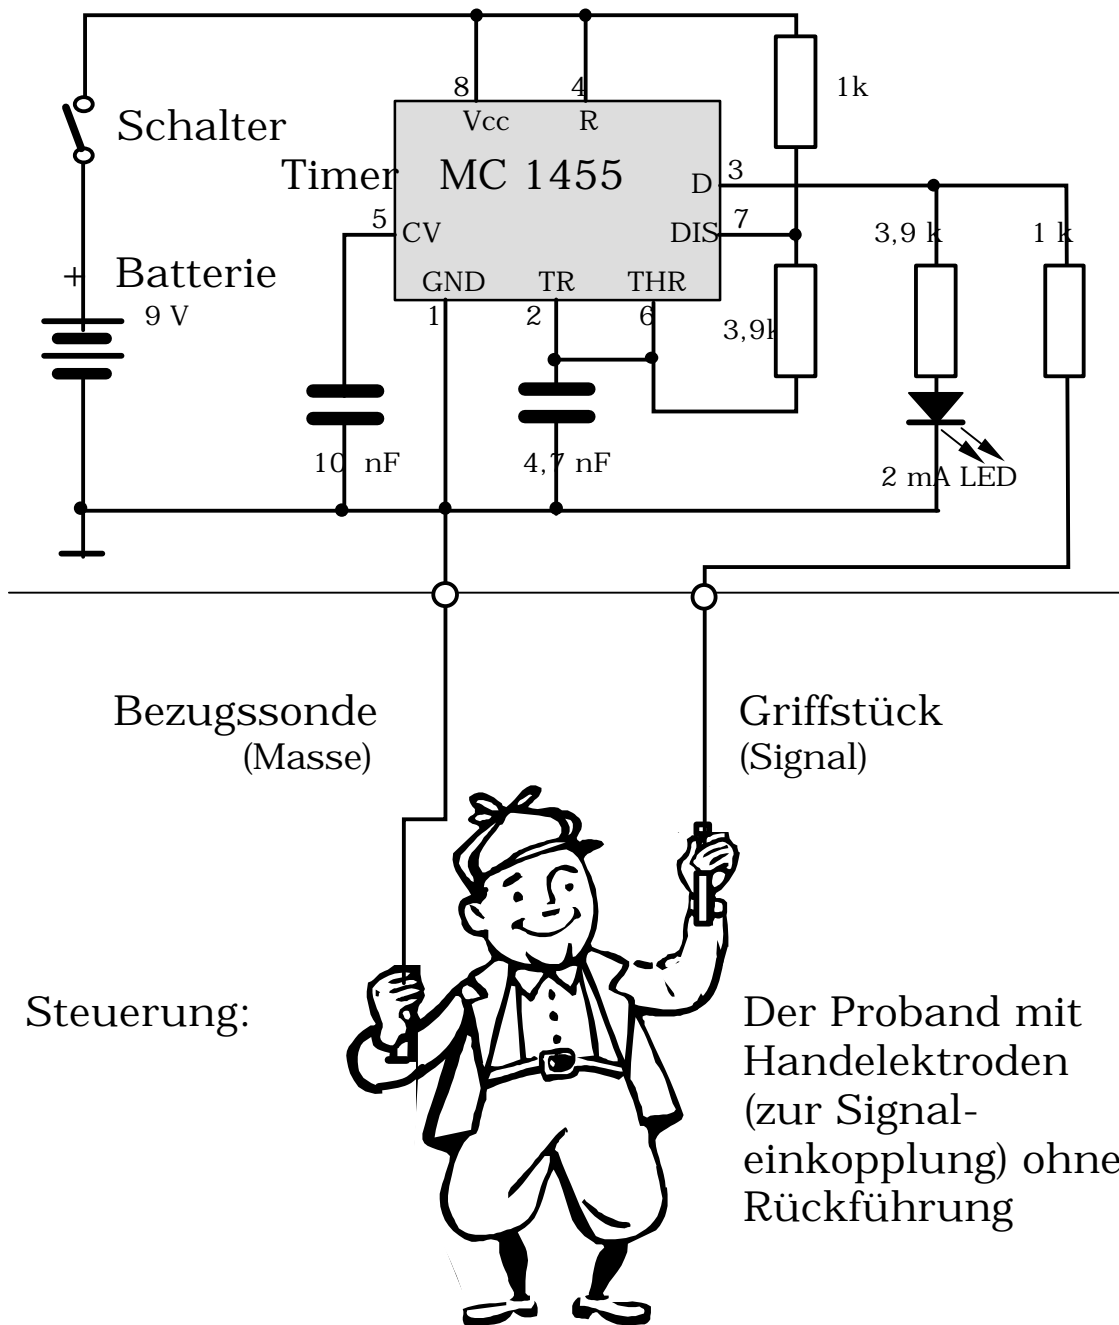 8
4
1k
Vcc
R
Schalter
Timer
MC 1455
D
3
5
CV
DIS
7
3,9 k
1 k
+
Batterie
9 V
GND
TR
THR
1
2
6
3,9k
10 nF
4,7 nF
2 mA LED
Bezugssonde
(Masse)
Griffstück
(Signal)
Steuerung:
Der Proband mit
Handelektroden
(zur Signal-
einkopplung) ohne
Rückführung